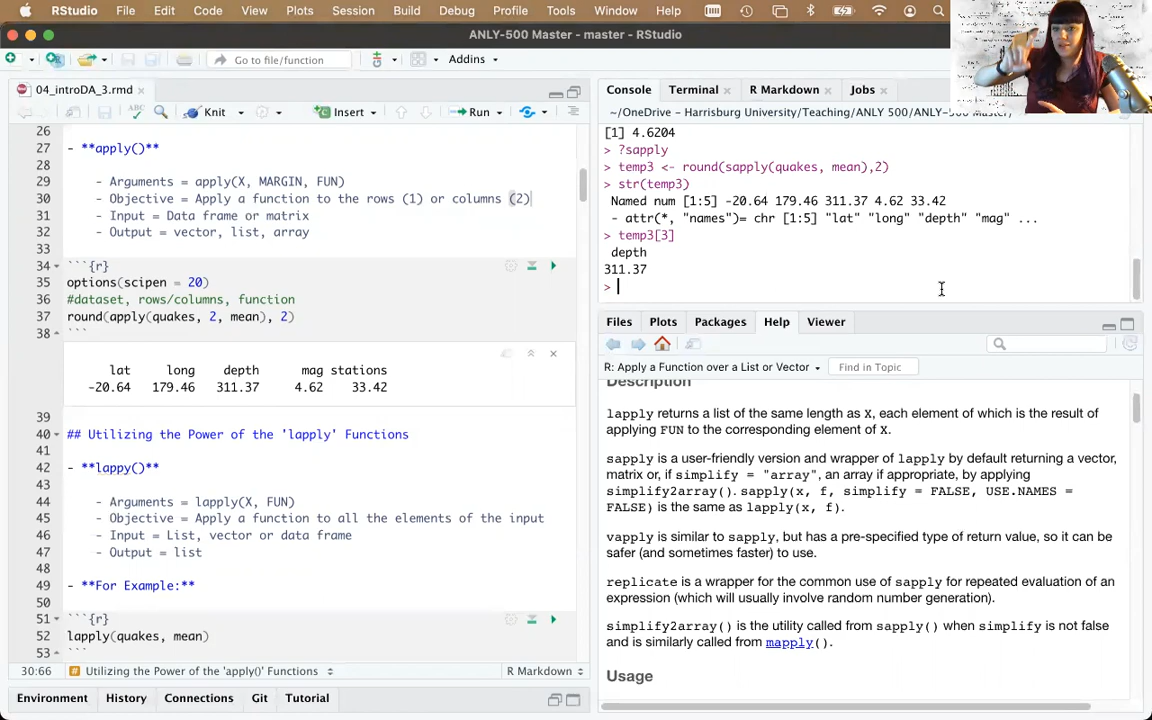 RStudio File Edit Code View Plots Session Build Debug Profile Tools Window Help
ANLY-500 Master - master - RStudio
Go to file/function
Addins
04_introDA_3.rmd
Knit Insert Run
26
27 - **apply()**
28
29 - Arguments = apply(X, MARGIN, FUN)
30 - Objective = Apply a function to the rows (1) or columns (2)
31 - Input = Data frame or matrix
32 - Output = vector, list, array
33
34 ```{r}
35 options(scipen = 20)
36 #dataset, rows/columns, function
37 round(apply(quakes, 2, mean), 2)
38 ```
lat long depth mag stations
-20.64 179.46 311.37 4.62 33.42
39
40 ## Utilizing the Power of the 'lapply' Functions
41
42 - **lappy()**
43
44 - Arguments = lapply(X, FUN)
45 - Objective = Apply a function to all the elements of the input
46 - Input = List, vector or data frame
47 - Output = list
48
49 - **For Example:**
50
51 ```{r}
52 lapply(quakes, mean)
53 ```
30:66 # Utilizing the Power of the 'apply()' Functions R Markdown
Environment History Connections Git Tutorial
Console Terminal R Markdown Jobs
~/OneDrive - Harrisburg University/Teaching/ANLY 500/ANLY-500 Master/
[1] 4.6204
> ?sapply
> temp3 <- round(sapply(quakes, mean),2)
> str(temp3)
Named num [1:5] -20.64 179.46 311.37 4.62 33.42
- attr(*, "names")= chr [1:5] "lat" "long" "depth" "mag" ...
> temp3[3]
depth
311.37
>
Files Plots Packages Help Viewer
R: Apply a Function over a List or Vector Find in Topic
Description
lapply returns a list of the same length as X, each element of which is the result of
applying FUN to the corresponding element of X.
sapply is a user-friendly version and wrapper of lapply by default returning a vector,
matrix or, if simplify = "array", an array if appropriate, by applying
simplify2array(). sapply(x, f, simplify = FALSE, USE.NAMES =
FALSE) is the same as lapply(x, f).
vapply is similar to sapply, but has a pre-specified type of return value, so it can be
safer (and sometimes faster) to use.
replicate is a wrapper for the common use of sapply for repeated evaluation of an
expression (which will usually involve random number generation).
simplify2array() is the utility called from sapply() when simplify is not false
and is similarly called from mapply().
Usage